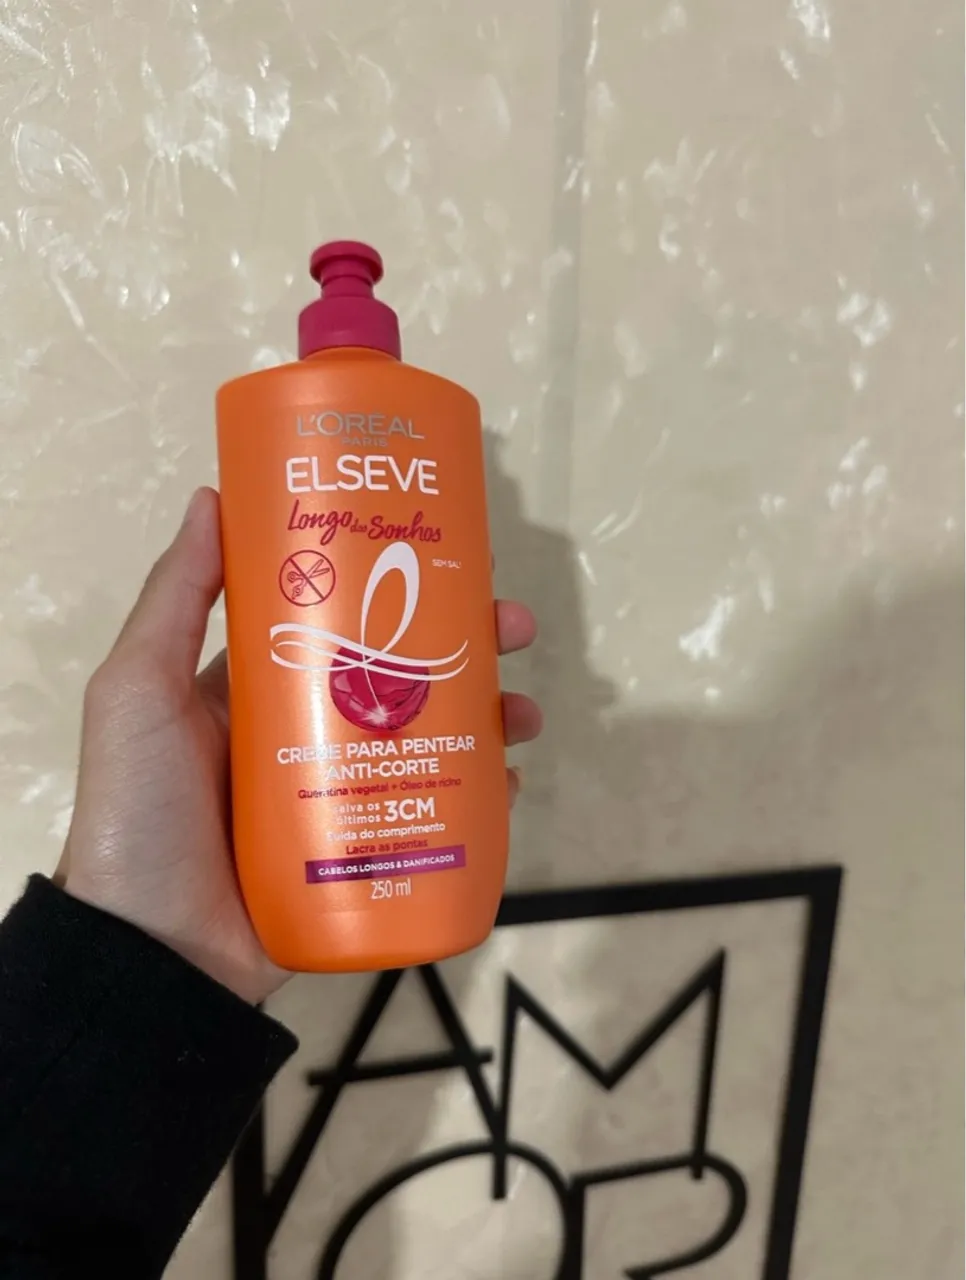 L'ORÉAL
PARIS
ELSEVE
Longo dos Sonhos
SEM SAL*
CREME PARA PENTEAR
ANTI-CORTE
Queratina vegetal + Óleo de rícino
Salva os
últimos 3CM
Cuida do comprimento
Lacra as pontas
CABELOS LONGOS & DANIFICADOS
250 ml
AM
OR